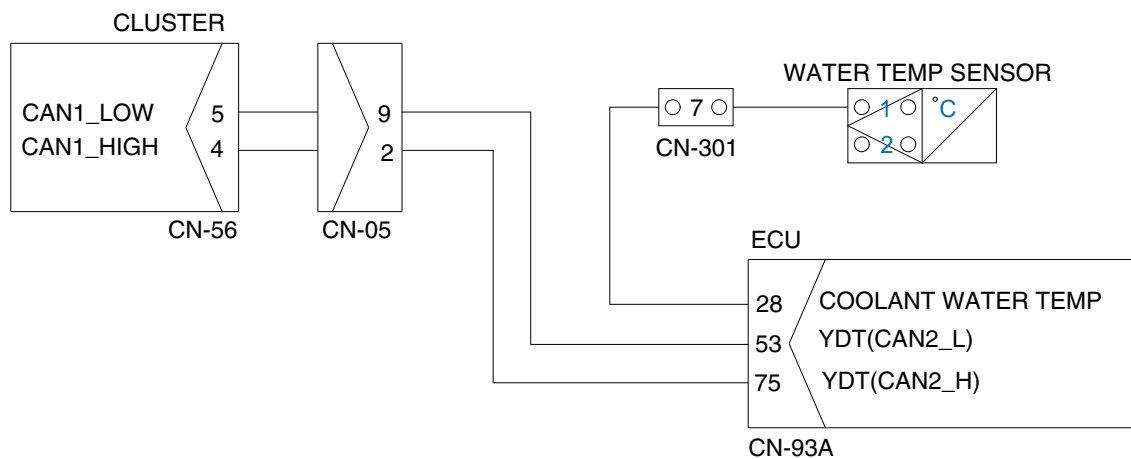 CLUSTER
CAN1_LOW 5 9
CAN1_HIGH 4 2
CN-56 CN-05
WATER TEMP SENSOR
7 1 °C
CN-301
2
ECU
28 COOLANT WATER TEMP
53 YDT(CAN2_L)
75 YDT(CAN2_H)
CN-93A